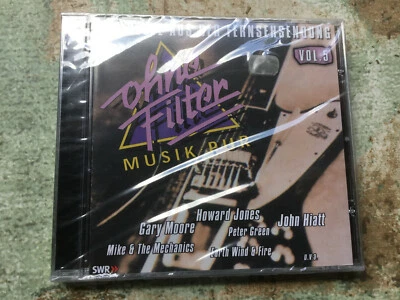 AUS DER FERNSEHSENDUNG
VOL.5
ohne
Filter
MUSIK PUR
Howard Jones
Gary Moore
Peter Green
John Hiatt
Mike & The Mechanics
Earth Wind & Fire
u.v.a.
SWR